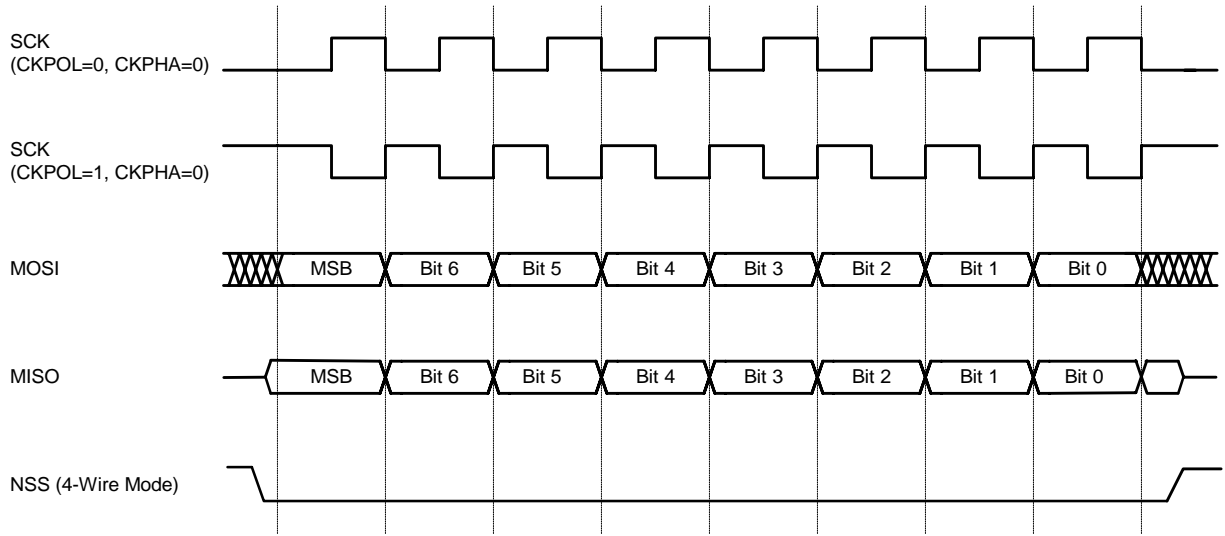 SCK
(CKPOL=0, CKPHA=0)
SCK
(CKPOL=1, CKPHA=0)
MOSI
MSB Bit 6 Bit 5 Bit 4 Bit 3 Bit 2 Bit 1 Bit 0
MISO
MSB Bit 6 Bit 5 Bit 4 Bit 3 Bit 2 Bit 1 Bit 0
NSS (4-Wire Mode)